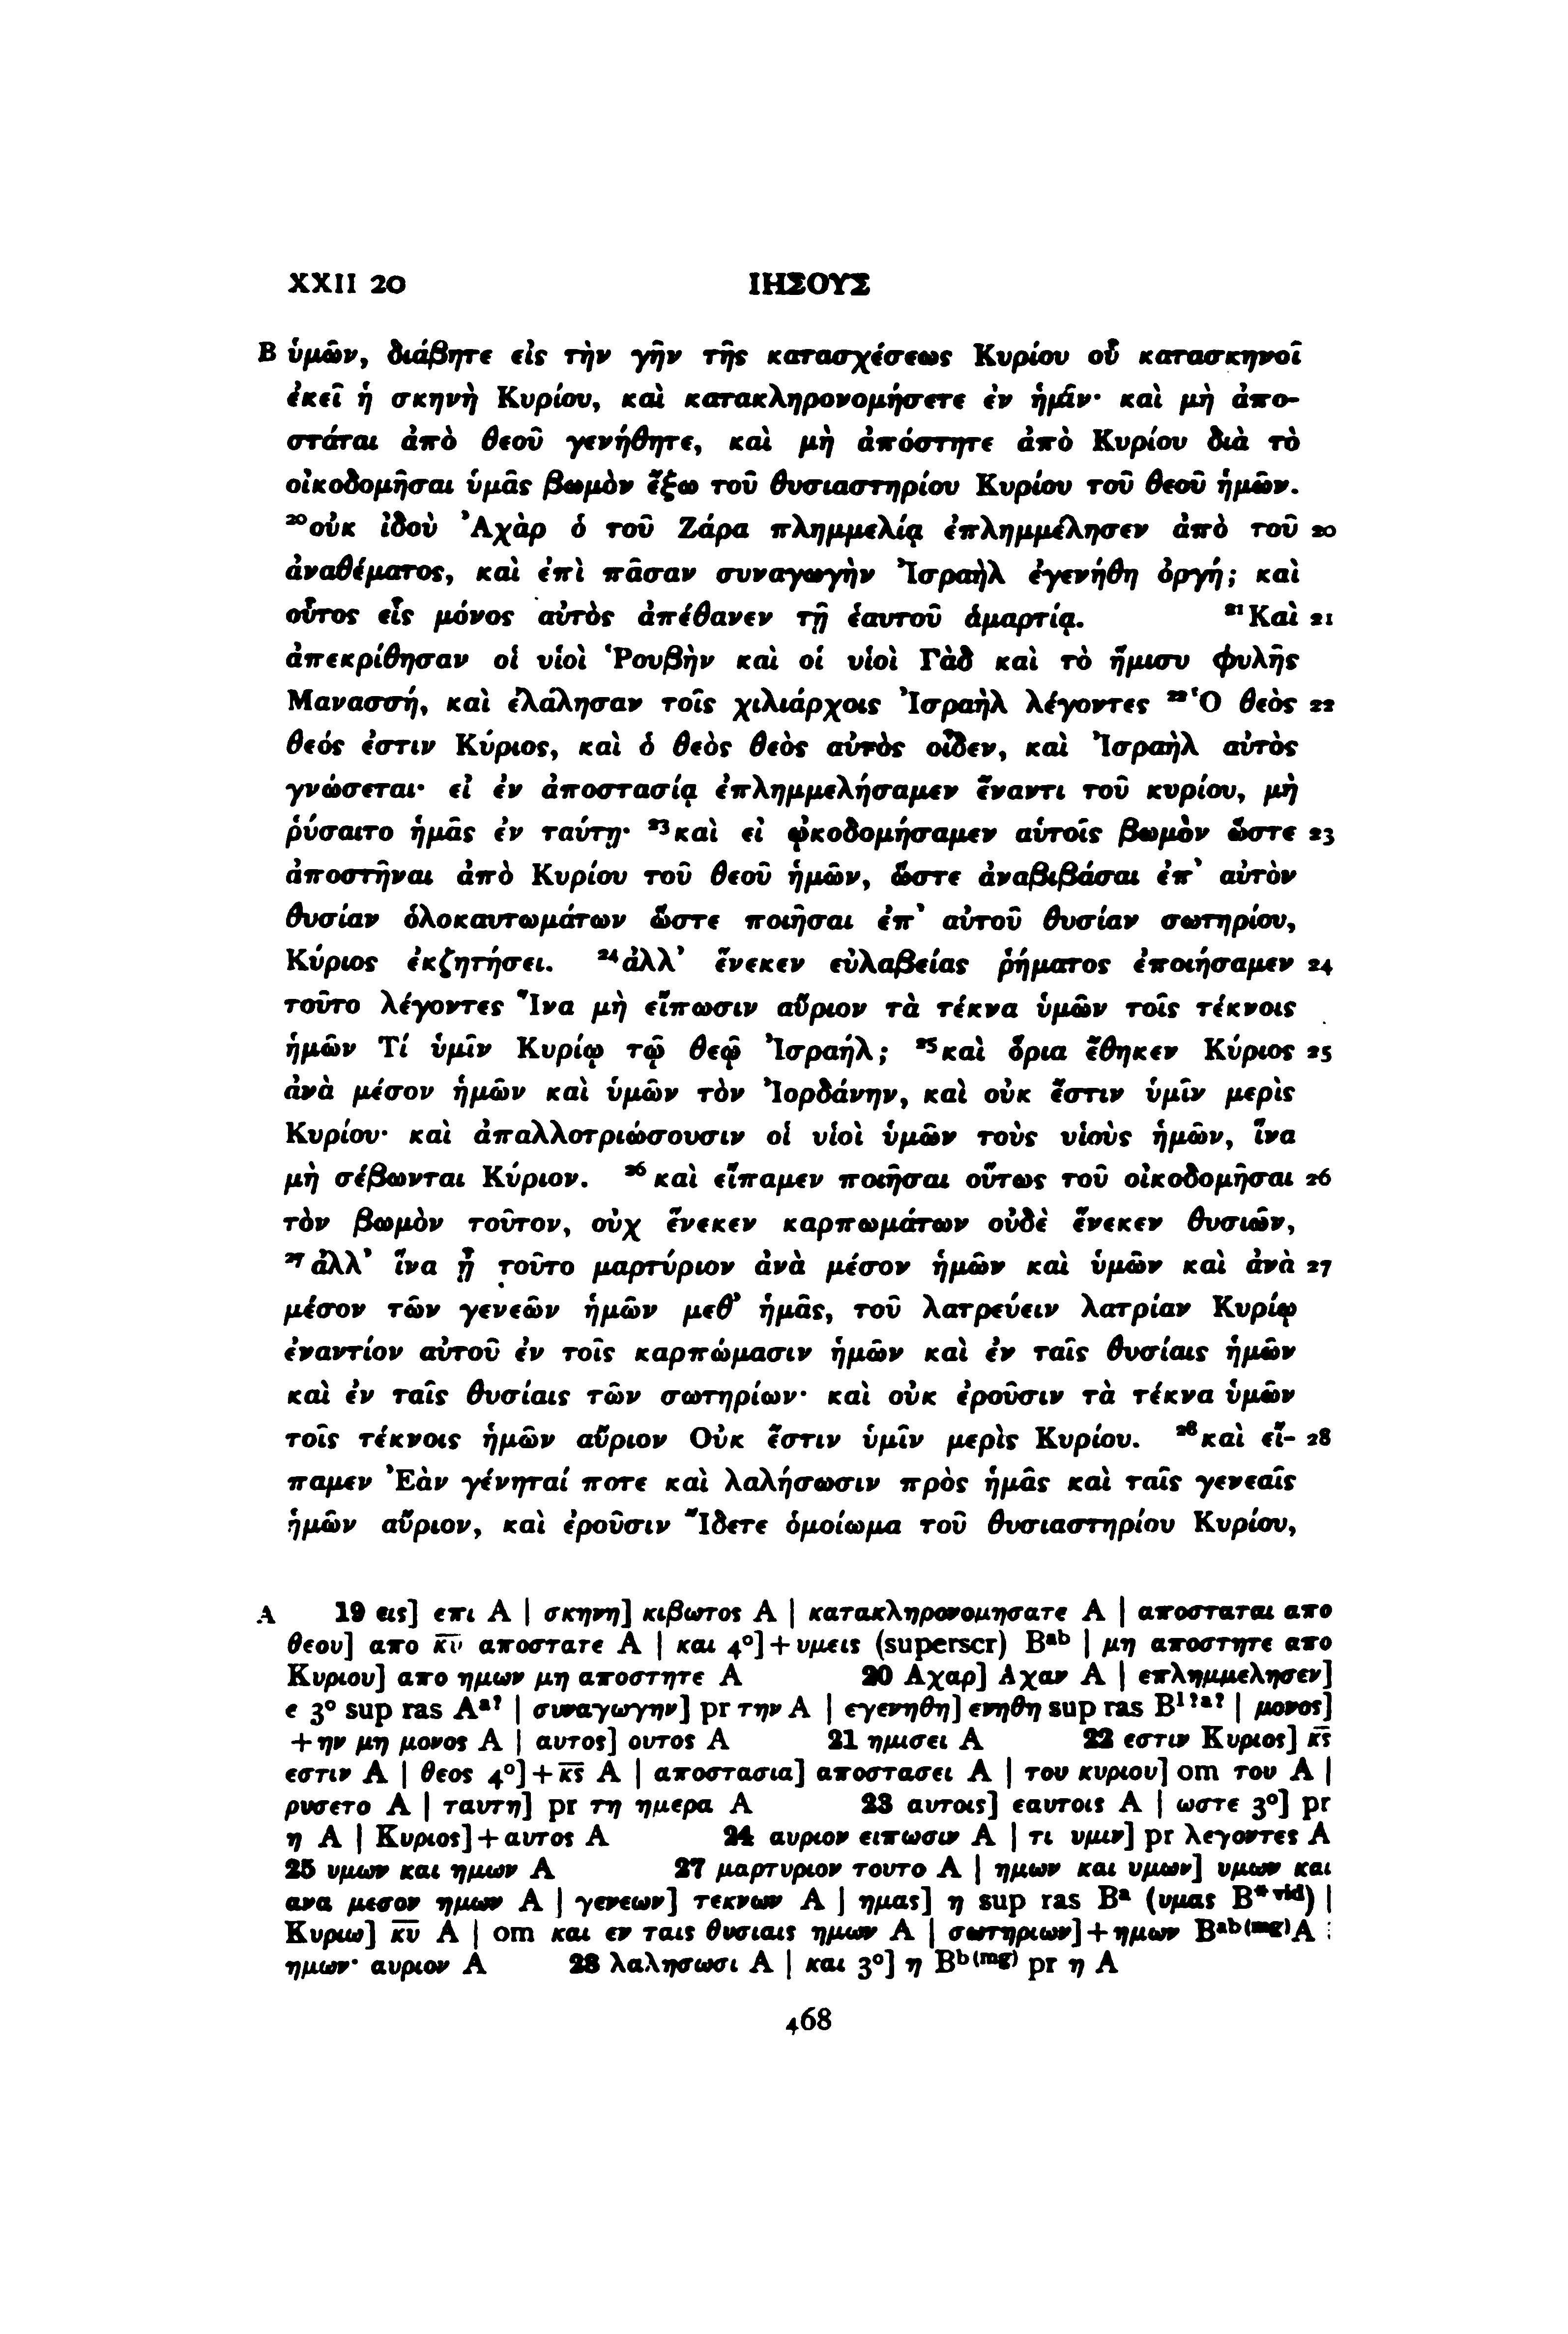 XXII 20 ΙΗΣΟΥΣ
B ὑμῶν, διάβητε εἰς τὴν γῆν τῆς κατασχέσεως Κυρίου οὗ κατασκηνοῖ
ἐκεῖ ἡ σκηνὴ Κυρίου, καὶ κατακληρονομήσετε ἐν ἡμῖν· καὶ μὴ ἀπο-
στάται ἀπὸ θεοῦ γενήθητε, καὶ μὴ ἀπόστητε ἀπὸ Κυρίου διὰ τὸ
οἰκοδομῆσαι ὑμᾶς βωμὸν ἔξω τοῦ θυσιαστηρίου Κυρίου τοῦ θεοῦ ἡμῶν.
²⁰οὐκ ἰδοὺ Ἀχὰρ ὁ τοῦ Ζάρα πλημμελίᾳ ἐπλημμέλησεν ἀπὸ τοῦ 20
ἀναθέματος, καὶ ἐπὶ πᾶσαν συναγωγὴν Ἰσραὴλ ἐγενήθη ὀργή; καὶ
οὗτος εἷς μόνος αὐτὸς ἀπέθανεν τῇ ἑαυτοῦ ἁμαρτίᾳ. ²¹Καὶ 21
ἀπεκρίθησαν οἱ υἱοὶ Ῥουβὴν καὶ οἱ υἱοὶ Γὰδ καὶ τὸ ἥμισυ φυλῆς
Μανασσή, καὶ ἐλάλησαν τοῖς χιλιάρχοις Ἰσραὴλ λέγοντες ²²Ὁ θεὸς 22
θεός ἐστιν Κύριος, καὶ ὁ θεὸς θεὸς αὐτὸς οἶδεν, καὶ Ἰσραὴλ αὐτὸς
γνώσεται· εἰ ἐν ἀποστασίᾳ ἐπλημμελήσαμεν ἔναντι τοῦ κυρίου, μὴ
ῥύσαιτο ἡμᾶς ἐν ταύτῃ· ²³καὶ εἰ ᾠκοδομήσαμεν αὑτοῖς βωμὸν ὥστε 23
ἀποστῆναι ἀπὸ Κυρίου τοῦ θεοῦ ἡμῶν, ὥστε ἀναβιβάσαι ἐπ᾽ αὐτὸν
θυσίαν ὁλοκαυτωμάτων ὥστε ποιῆσαι ἐπ᾽ αὐτοῦ θυσίαν σωτηρίου,
Κύριος ἐκζητήσει. ²⁴ἀλλ᾽ ἕνεκεν εὐλαβείας ῥήματος ἐποιήσαμεν 24
τοῦτο λέγοντες Ἵνα μὴ εἴπωσιν αὔριον τὰ τέκνα ὑμῶν τοῖς τέκνοις
ἡμῶν Τί ὑμῖν Κυρίῳ τῷ θεῷ Ἰσραήλ; ²⁵καὶ ὅρια ἔθηκεν Κύριος 25
ἀνὰ μέσον ἡμῶν καὶ ὑμῶν τὸν Ἰορδάνην, καὶ οὐκ ἔστιν ὑμῖν μερὶς
Κυρίου· καὶ ἀπαλλοτριώσουσιν οἱ υἱοὶ ὑμῶν τοὺς υἱοὺς ἡμῶν, ἵνα
μὴ σέβωνται Κύριον. ²⁶καὶ εἴπαμεν ποιῆσαι οὕτως τοῦ οἰκοδομῆσαι 26
τὸν βωμὸν τοῦτον, οὐχ ἕνεκεν καρπωμάτων οὐδὲ ἕνεκεν θυσιῶν,
²⁷ἀλλ᾽ ἵνα ᾖ τοῦτο μαρτύριον ἀνὰ μέσον ἡμῶν καὶ ὑμῶν καὶ ἀνὰ 27
μέσον τῶν γενεῶν ἡμῶν μεθ᾽ ἡμᾶς, τοῦ λατρεύειν λατρίαν Κυρίῳ
ἐναντίον αὐτοῦ ἐν τοῖς καρπώμασιν ἡμῶν καὶ ἐν ταῖς θυσίαις ἡμῶν
καὶ ἐν ταῖς θυσίαις τῶν σωτηρίων· καὶ οὐκ ἐροῦσιν τὰ τέκνα ὑμῶν
τοῖς τέκνοις ἡμῶν αὔριον Οὐκ ἔστιν ὑμῖν μερὶς Κυρίου. ²⁸καὶ εἴ- 28
παμεν Ἐὰν γένηταί ποτε καὶ λαλήσωσιν πρὸς ἡμᾶς καὶ ταῖς γενεαῖς
ἡμῶν αὔριον, καὶ ἐροῦσιν Ἴδετε ὁμοίωμα τοῦ θυσιαστηρίου Κυρίου,
A 19 εις] επι A | σκηνη] κιβωτος A | κατακληρονομησατε A | αποσταται απο
θεου] απο κ̅υ̅ αποστατε A | και 4°]+υμεις (superscr) Bᵃᵇ | μη αποστητε απο
Κυριου] απο ημων μη αποστητε A 20 Αχαρ] Αχαν A | επλημμελησεν]
ε 3° sup ras Aᵃ? | συναγωγην] pr την A | εγενηθη] ενηθη sup ras B¹?ᵃ? | μονος]
+ην μη μονος A | αυτος] ουτος A 21 ημισει A 22 εστιν Κυριος] κ̅ς̅
εστιν A | θεος 4°]+κ̅ς̅ A | αποστασια] αποστασει A | του κυριου] om του A |
ρυσετο A | ταυτη] pr τη ημερα A 23 αυτοις] εαυτοις A | ωστε 3°] pr
η A | Κυριος]+αυτος A 24 αυριον ειπωσιν A | τι υμιν] pr λεγοντες A
25 υμων και ημων A 27 μαρτυριον τουτο A | ημων και υμων] υμων και
ανα μεσον ημων A | γενεων] τεκνων A | ημας] η sup ras Bᵃ (υμας B*ᵛⁱᵈ) |
Κυριω] κ̅υ̅ A | om και εν ταις θυσιαις ημων A | σωτηριων]+ημων Bᵃᵇ⁽ᵐᵍ⁾A |
ημων· αυριον A 28 λαλησωσι A | και 3°] η Bᵇ⁽ᵐᵍ⁾ pr η A
468